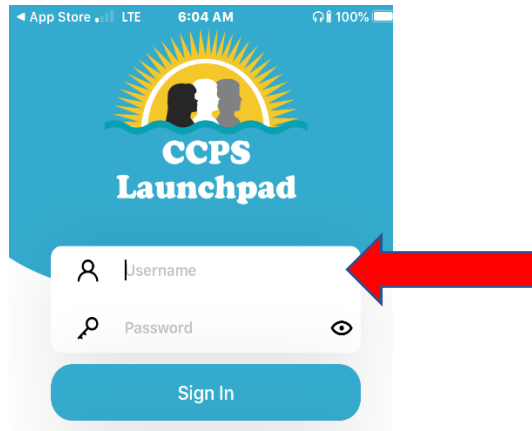 ◄ App Store LTE 6:04 AM 100%
CCPS
Launchpad
Username
Password
Sign In